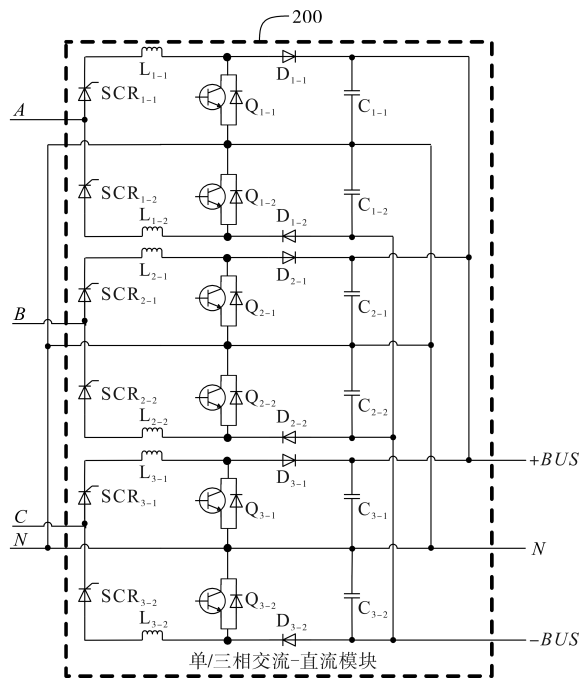 200
L₁₋₁
D₁₋₁
SCR₁₋₁
Q₁₋₁
C₁₋₁
A
SCR₁₋₂
Q₁₋₂
C₁₋₂
L₁₋₂
D₁₋₂
L₂₋₁
D₂₋₁
SCR₂₋₁
Q₂₋₁
C₂₋₁
B
SCR₂₋₂
Q₂₋₂
C₂₋₂
L₂₋₂
D₂₋₂
L₃₋₁
D₃₋₁
+BUS
SCR₃₋₁
Q₃₋₁
C₃₋₁
C
N
N
SCR₃₋₂
Q₃₋₂
C₃₋₂
L₃₋₂
D₃₋₂
−BUS
单/三相交流-直流模块